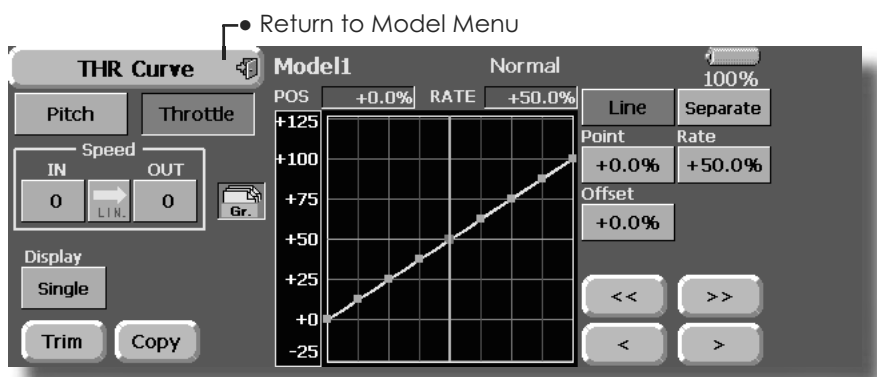 Return to Model Menu
THR Curve
Model1 Normal 100%
Pitch Throttle
POS +0.0% RATE +50.0%
Line Separate
Speed
IN OUT
0 LIN. 0
Gr.
Display
Single
Trim Copy
+125
+100
+75
+50
+25
+0
-25
Point Rate
+0.0% +50.0%
Offset
+0.0%
<< >>
< >